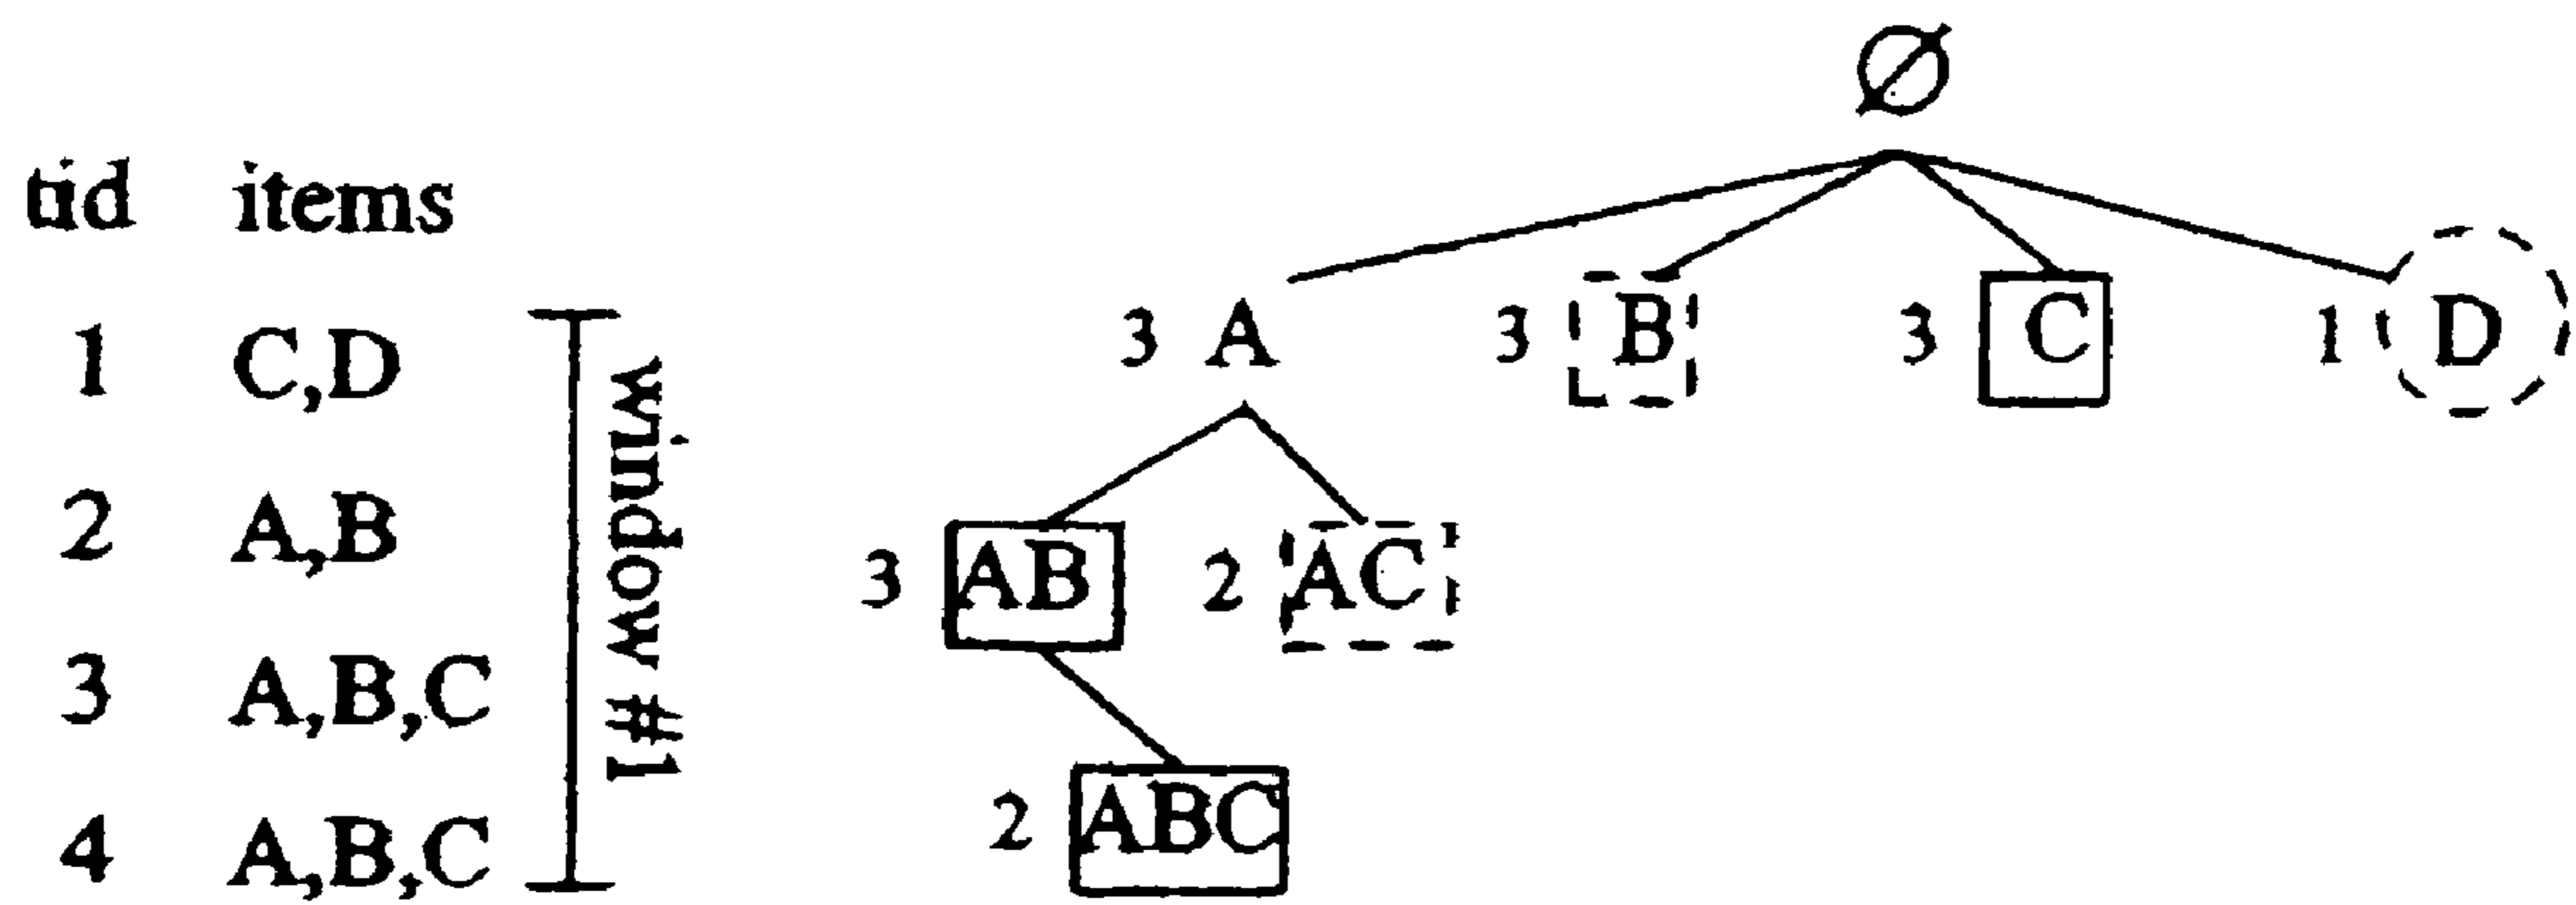 tid items
1 C,D
2 A,B
3 A,B,C
4 A,B,C
window #1
Ø
3 A
3 B
3 C
1 D
3 AB
2 AC
2 ABC